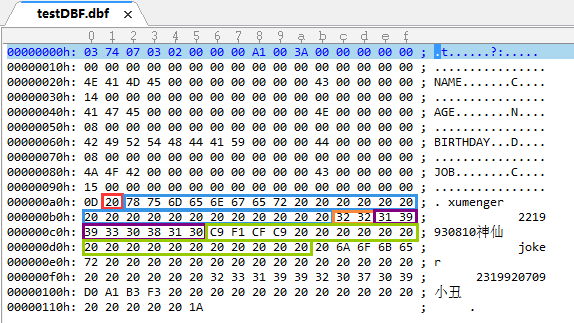 testDBF.dbf ×
0 1 2 3 4 5 6 7 8 9 a b c d e f
00000000h: 03 74 07 03 02 00 00 00 A1 00 3A 00 00 00 00 00 ; .t......?:.....
00000010h: 00 00 00 00 00 00 00 00 00 00 00 00 00 00 00 00 ; ................
00000020h: 4E 41 4D 45 00 00 00 00 00 00 00 43 00 00 00 00 ; NAME.......C....
00000030h: 14 00 00 00 00 00 00 00 00 00 00 00 00 00 00 00 ; ................
00000040h: 41 47 45 00 00 00 00 00 00 00 00 4E 00 00 00 00 ; AGE........N....
00000050h: 08 00 00 00 00 00 00 00 00 00 00 00 00 00 00 00 ; ................
00000060h: 42 49 52 54 48 44 41 59 00 00 00 44 00 00 00 00 ; BIRTHDAY...D....
00000070h: 08 00 00 00 00 00 00 00 00 00 00 00 00 00 00 00 ; ................
00000080h: 4A 4F 42 00 00 00 00 00 00 00 00 43 00 00 00 00 ; JOB........C....
00000090h: 15 00 00 00 00 00 00 00 00 00 00 00 00 00 00 00 ; ................
000000a0h: 0D 20 78 75 6D 65 6E 67 65 72 20 20 20 20 20 20 ; . xumenger
000000b0h: 20 20 20 20 20 20 20 20 20 20 20 20 32 32 31 39 ; 2219
000000c0h: 39 33 30 38 31 30 C9 F1 CF C9 20 20 20 20 20 20 ; 930810神仙
000000d0h: 20 20 20 20 20 20 20 20 20 20 20 20 6A 6F 6B 65 ; joke
000000e0h: 72 20 20 20 20 20 20 20 20 20 20 20 20 20 20 20 ; r
000000f0h: 20 20 20 20 20 20 32 33 31 39 39 32 30 37 30 39 ; 2319920709
00000100h: D0 A1 B3 F3 20 20 20 20 20 20 20 20 20 20 20 20 ; 小丑
00000110h: 20 20 20 20 20 1A ; .